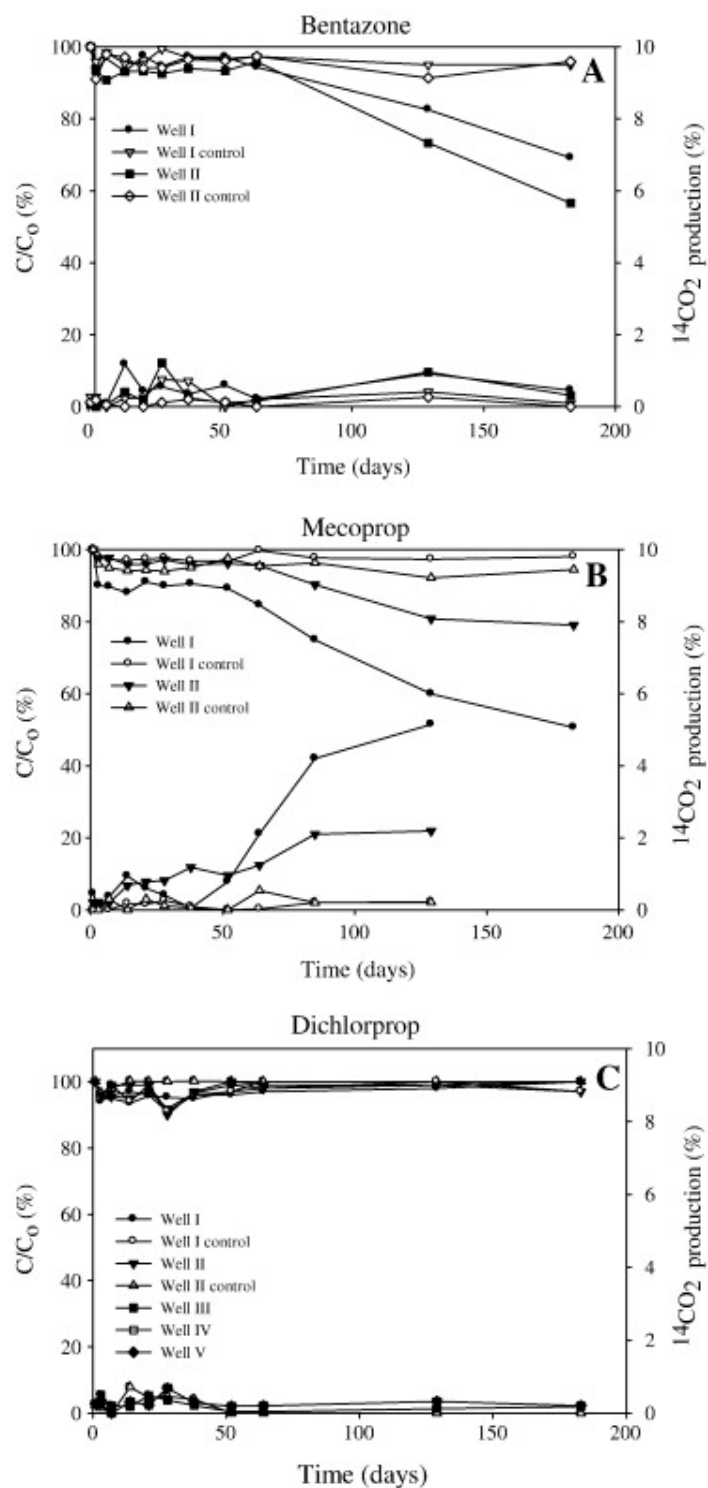 Bentazone
A
100
80
60
40
20
0
10
8
6
4
2
0
C/Co (%)
14CO2 production (%)
Well I
Well I control
Well II
Well II control
0
50
100
150
200
Time (days)
Mecoprop
B
100
80
60
40
20
0
10
8
6
4
2
0
C/Co (%)
14CO2 production (%)
Well I
Well I control
Well II
Well II control
0
50
100
150
200
Time (days)
Dichlorprop
C
100
80
60
40
20
0
10
8
6
4
2
0
C/Co (%)
14CO2 production (%)
Well I
Well I control
Well II
Well II control
Well III
Well IV
Well V
0
50
100
150
200
Time (days)